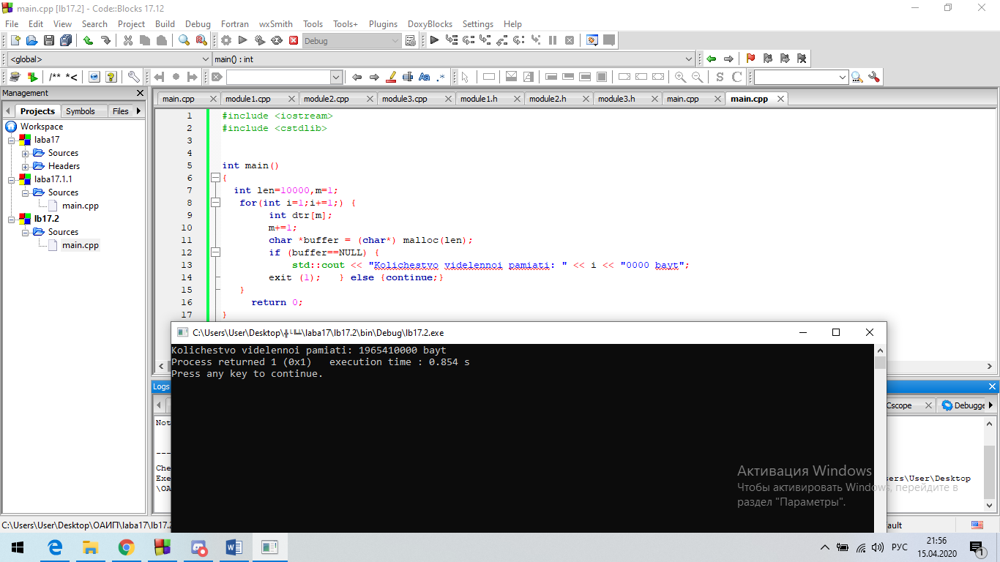 main.cpp [lb17.2] - Code::Blocks 17.12
File Edit View Search Project Build Debug Fortran wxSmith Tools Tools+ Plugins DoxyBlocks Settings Help
Debug
<global> main() : int
/** *< Aa .* S C
Management
Projects Symbols Files
main.cpp module1.cpp module2.cpp module3.cpp module1.h module2.h module3.h main.cpp main.cpp
Workspace
laba17
Sources
Headers
laba17.1.1
Sources
main.cpp
lb17.2
Sources
main.cpp
1 #include <iostream>
2 #include <cstdlib>
3
4
5 int main()
6 {
7 int len=10000,m=1;
8 for(int i=1;i+=1;) {
9 int dtr[m];
10 m+=1;
11 char *buffer = (char*) malloc(len);
12 if (buffer==NULL) {
13 std::cout << "Kolichestvo videlennoi pamiati: " << i << "0000 bayt";
14 exit (1); } else {continue;}
15 }
16 return 0;
17 }
C:\Users\User\Desktop\╬└╚╧\laba17\lb17.2\bin\Debug\lb17.2.exe
Kolichestvo videlennoi pamiati: 1965410000 bayt
Process returned 1 (0x1) execution time : 0.854 s
Press any key to continue.
Logs
Cscope Debugge
Not
Che
Exe sers\User\Desktop
\OA
Активация Windows
Чтобы активировать Windows, перейдите в
раздел "Параметры".
C:\Users\User\Desktop\ОАИП\laba17\lb17.2 ault
РУС
21:56
15.04.2020
1